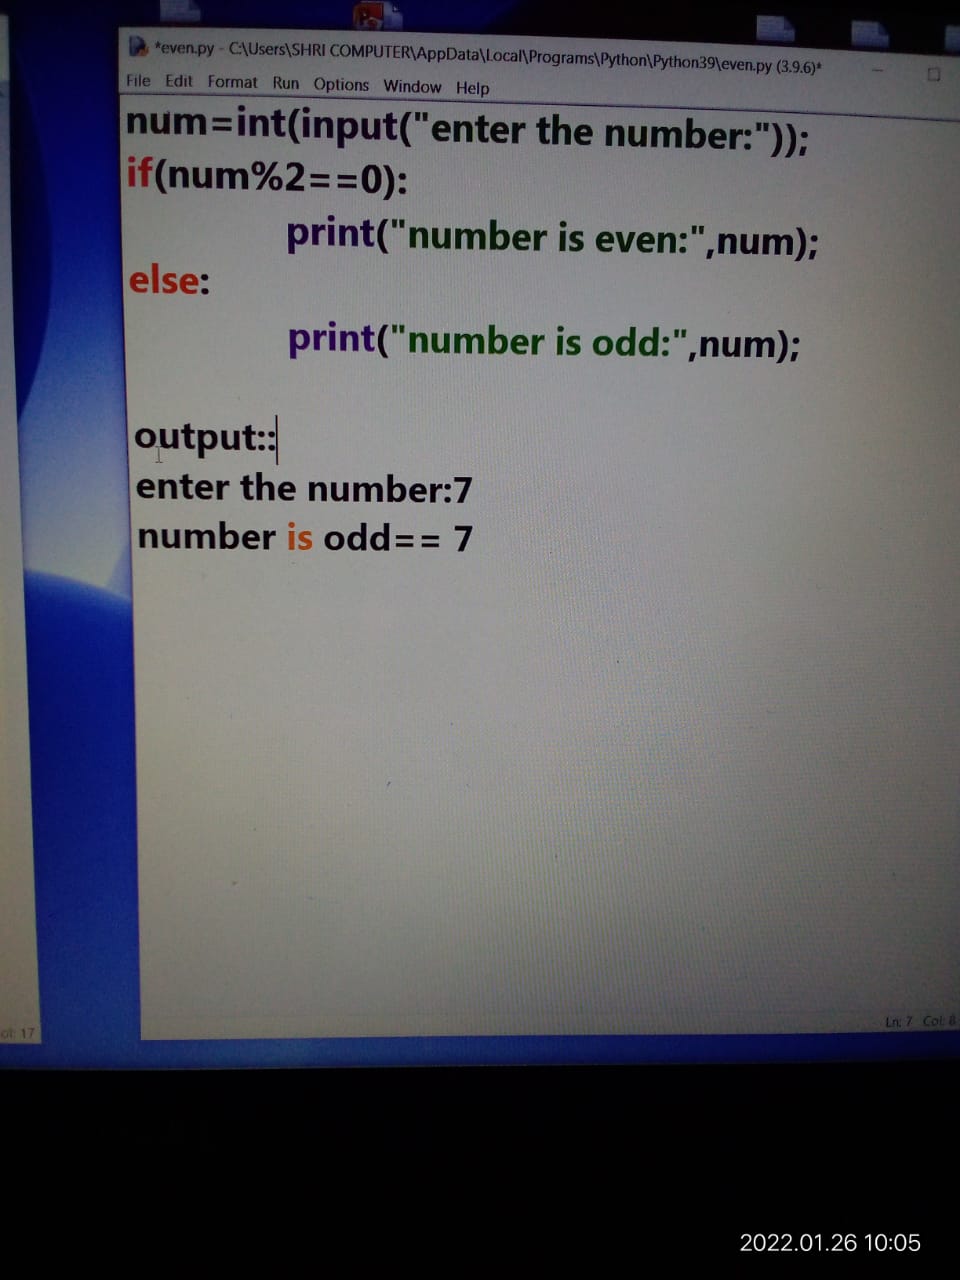 *even.py - C:\Users\SHRI COMPUTER\AppData\Local\Programs\Python\Python39\even.py (3.9.6)*
File Edit Format Run Options Window Help
num=int(input("enter the number:"));
if(num%2==0):
print("number is even:",num);
else:
print("number is odd:",num);
output::
enter the number:7
number is odd== 7
Ln: 7 Col: 8
ol: 17
2022.01.26 10:05